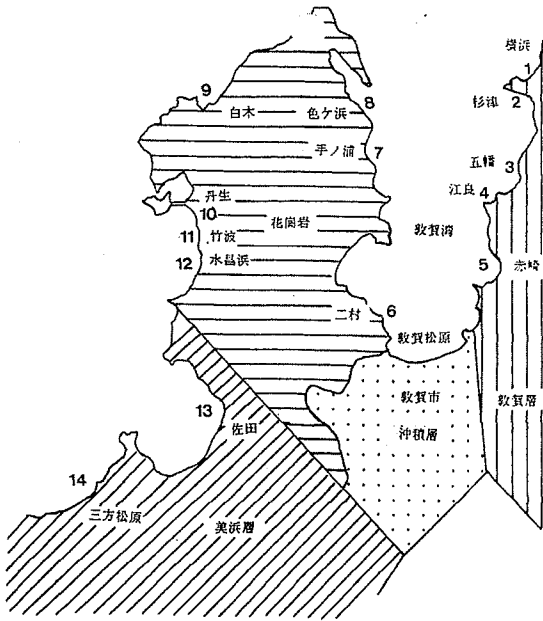 横浜
1
杉津
2
五幡
3
江良
4
5
赤崎
敦賀湾
敦賀層
9
白木
色ケ浜
8
手ノ浦
7
丹生
10
花崗岩
11
竹波
12
水晶浜
二村
6
敦賀松原
敦賀市
沖積層
13
佐田
14
三方松原
美浜層